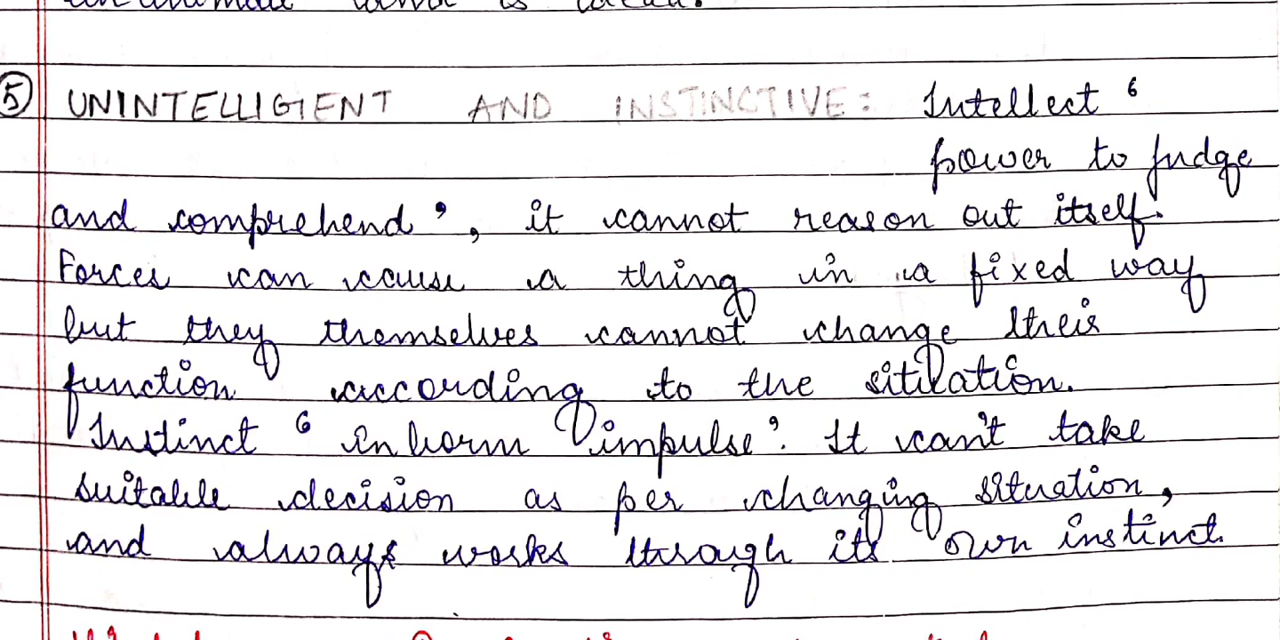 ⑤ UNINTELLIGIENT AND INSTINCTIVE: Intellect ‘
power to judge
and comprehend’, it cannot reason out itself.
Forces can cause a thing in a fixed way
but they themselves cannot change their
function according to the sitilation.
Instinct ‘inborn impulse’. It can't take
suitable decision as per changing situation,
and always works through its own instinct.